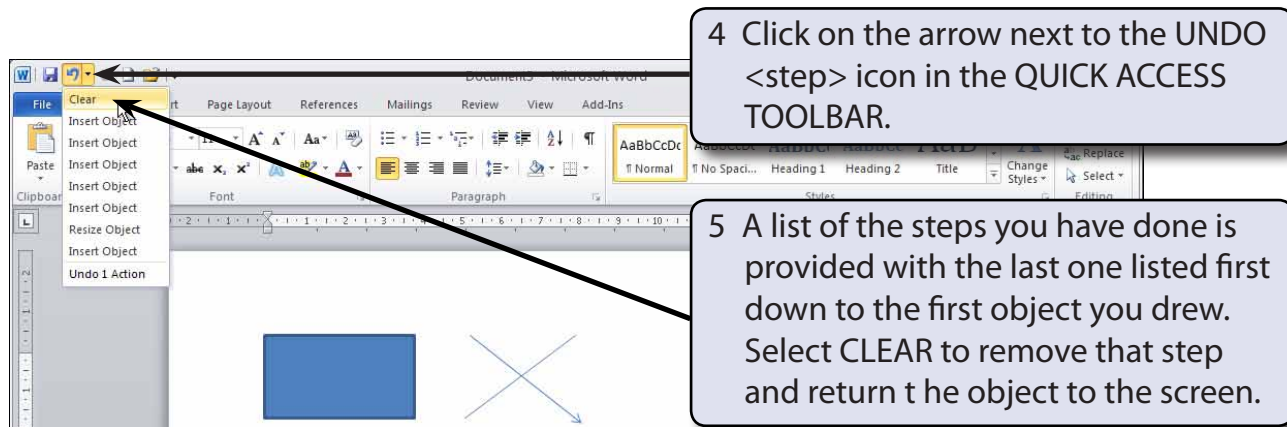 4 Click on the arrow next to the UNDO
<step> icon in the QUICK ACCESS
TOOLBAR.
Microsoft Word
File
Page Layout References Mailings Review View Add-Ins
Clear
Insert Object
Insert Object
Insert Object
Insert Object
Insert Object
Resize Object
Insert Object
Undo 1 Action
Paste
Font
Paragraph
AaBbCcDc
¶ Normal ¶ No Spaci... Heading 1 Heading 2 Title
Change
Styles
Replace
Select
Editing
5 A list of the steps you have done is
provided with the last one listed first
down to the first object you drew.
Select CLEAR to remove that step
and return t he object to the screen.